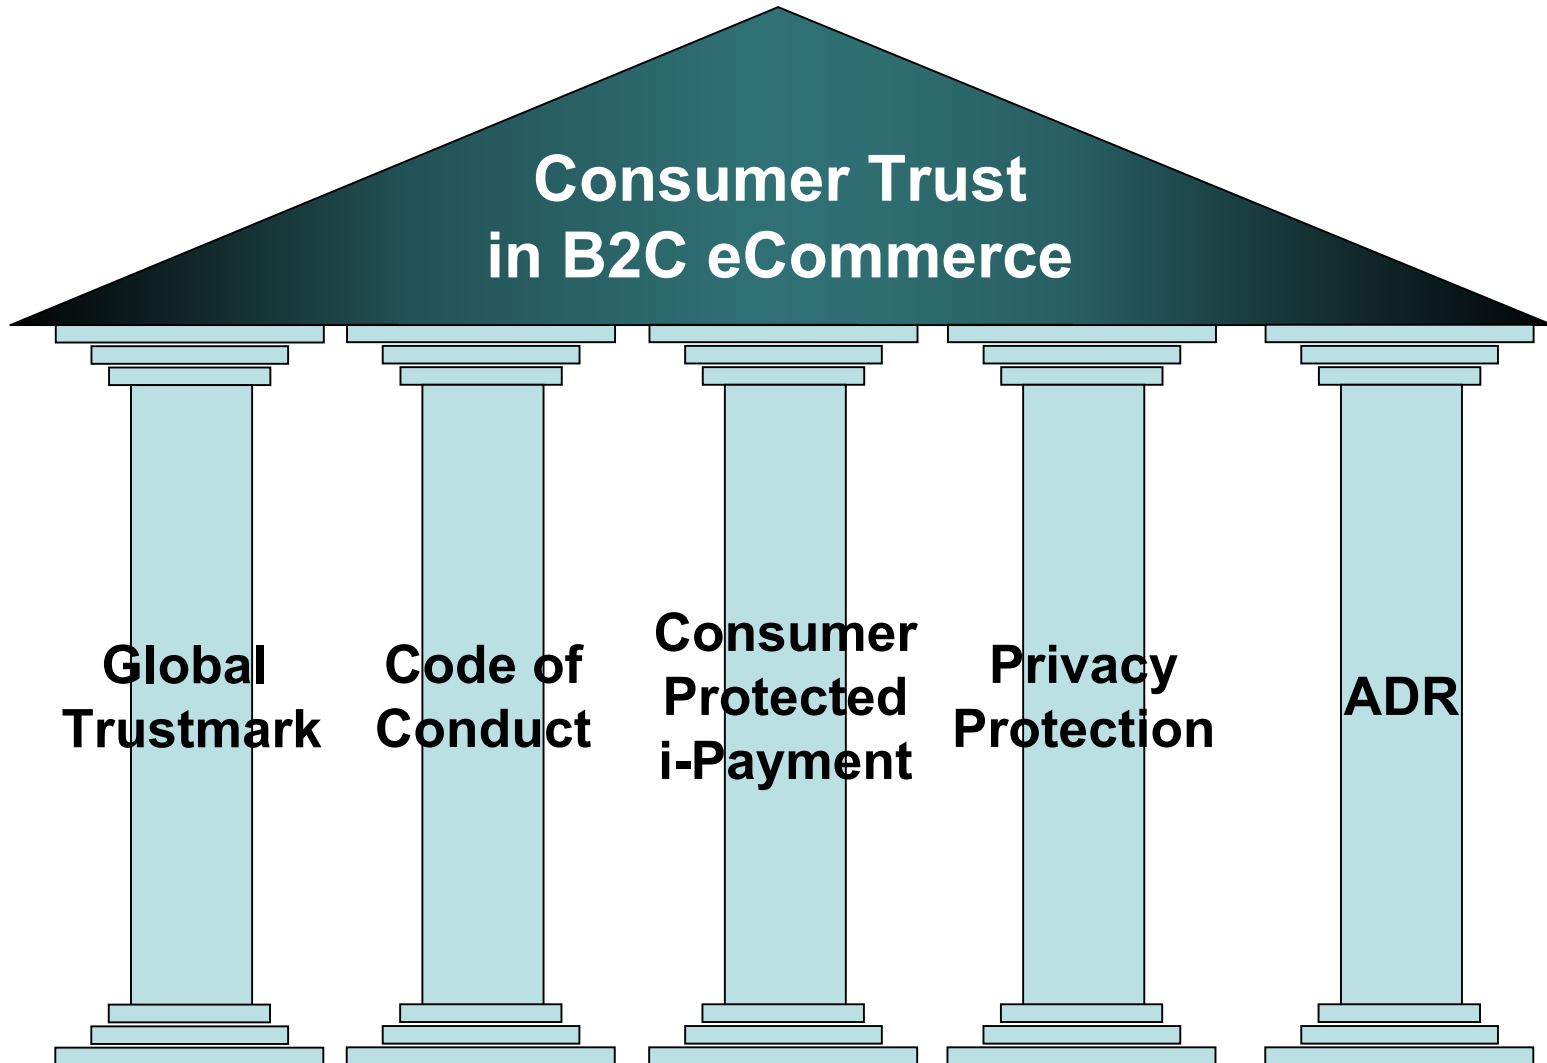 Consumer Trust
in B2C eCommerce
Global
Trustmark
Code of
Conduct
Consumer
Protected
i-Payment
Privacy
Protection
ADR